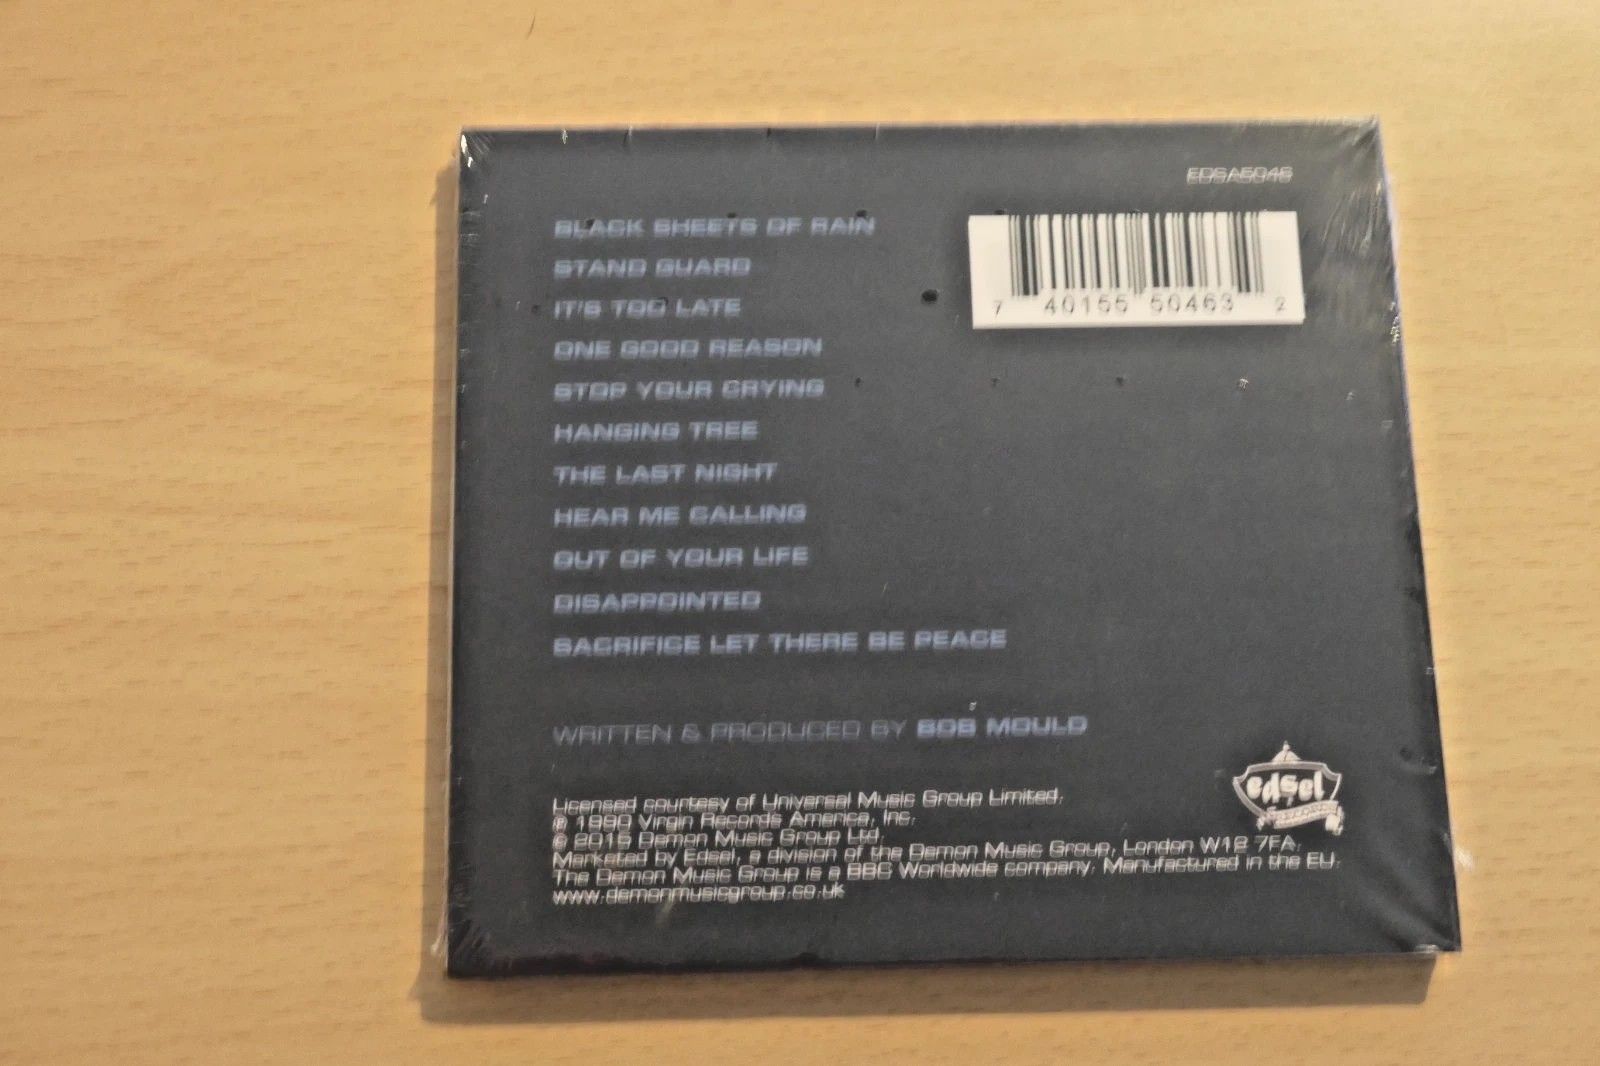 EDSA5046
BLACK SHEETS OF RAIN
STAND GUARD
IT'S TOO LATE
ONE GOOD REASON
STOP YOUR CRYING
HANGING TREE
THE LAST NIGHT
HEAR ME CALLING
OUT OF YOUR LIFE
DISAPPOINTED
SACRIFICE LET THERE BE PEACE
7 40155 50463 2
WRITTEN & PRODUCED BY BOB MOULD
edsel
Licensed courtesy of Universal Music Group Limited.
℗ 1990 Virgin Records America, Inc.
© 2015 Demon Music Group Ltd.
Marketed by Edsel, a division of the Demon Music Group, London W12 7FA.
The Demon Music Group is a BBC Worldwide company. Manufactured in the EU.
www.demonmusicgroup.co.uk